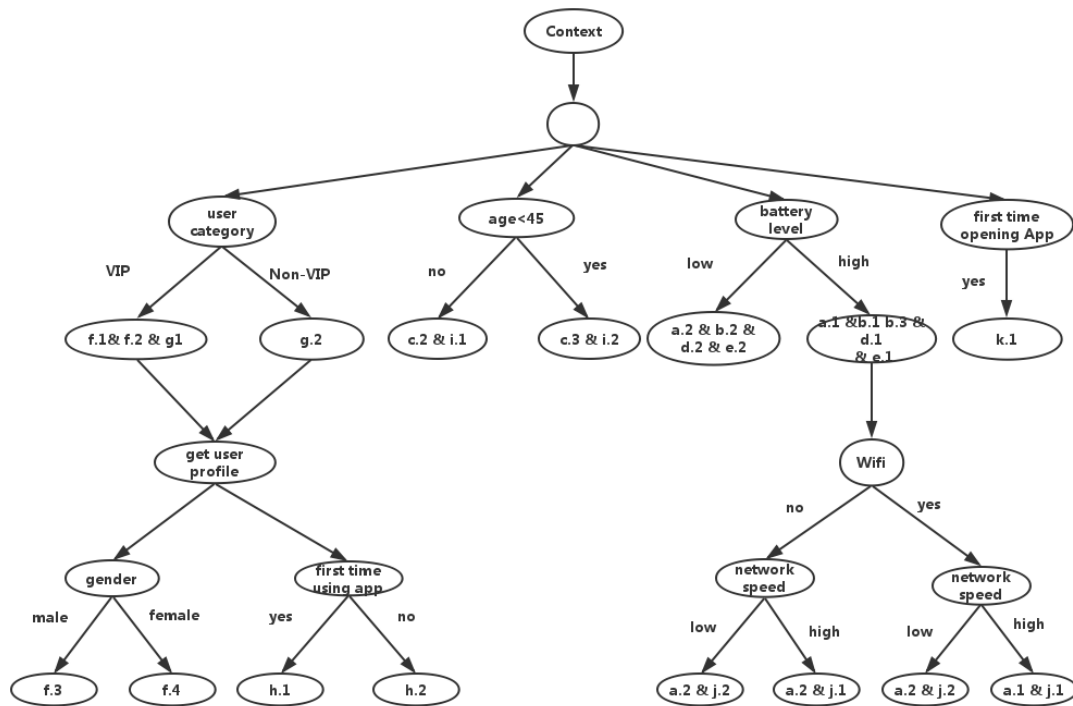 Context
user
category
age<45
battery
level
first time
opening App
VIP
Non-VIP
no
yes
low
high
yes
f.1& f.2 & g1
g.2
c.2 & i.1
c.3 & i.2
a.2 & b.2 &
d.2 & e.2
a.1 &b.1 b.3 &
d.1
& e.1
k.1
get user
profile
Wifi
no
yes
gender
first time
using app
network
speed
network
speed
male
female
yes
no
low
high
low
high
f.3
f.4
h.1
h.2
a.2 & j.2
a.2 & j.1
a.2 & j.2
a.1 & j.1